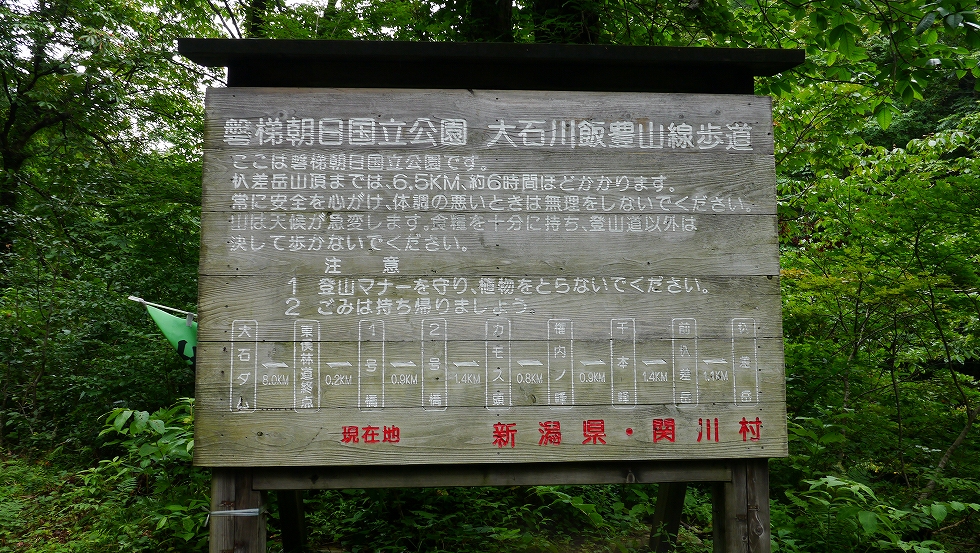 磐梯朝日国立公園 大石川飯豊山線歩道
ここは磐梯朝日国立公園です。
杁差岳山頂までは、6.5KM、約6時間ほどかかります。
常に安全を心がけ、体調の悪いときは無理をしないでください。
山は天候が急変します。食糧を十分に持ち、登山道以外は
決して歩かないでください。
注 意
1 登山マナーを守り、植物をとらないでください。
2 ごみは持ち帰りましょう。
大石ダム 8.0KM 東俣林道終点 0.2KM 1号橋 0.9KM 2号橋 1.4KM カモス頭 0.8KM 権内ノ峰 0.9KM 千本峰 1.4KM 前杁差岳 1.1KM 杁差岳
現在地 新潟県・関川村